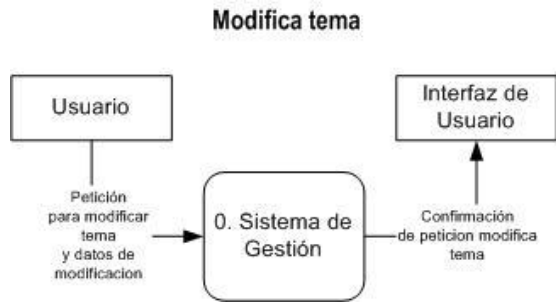 Modifica tema
Usuario
Interfaz de
Usuario
Petición
para modificar
tema
y datos de
modificacion
0. Sistema de
Gestión
Confirmación
de peticion modifica
tema